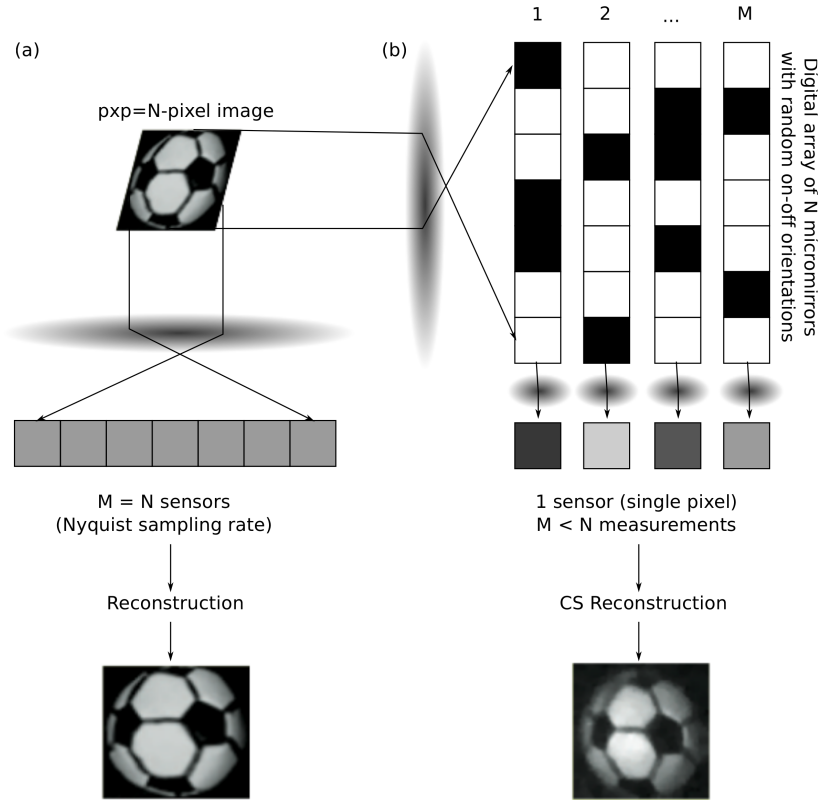 (a)
pxp=N-pixel image
M = N sensors
(Nyquist sampling rate)
Reconstruction
(b)
1 2 ... M
Digital array of N micromirrors
with random on-off orientations
1 sensor (single pixel)
M < N measurements
CS Reconstruction